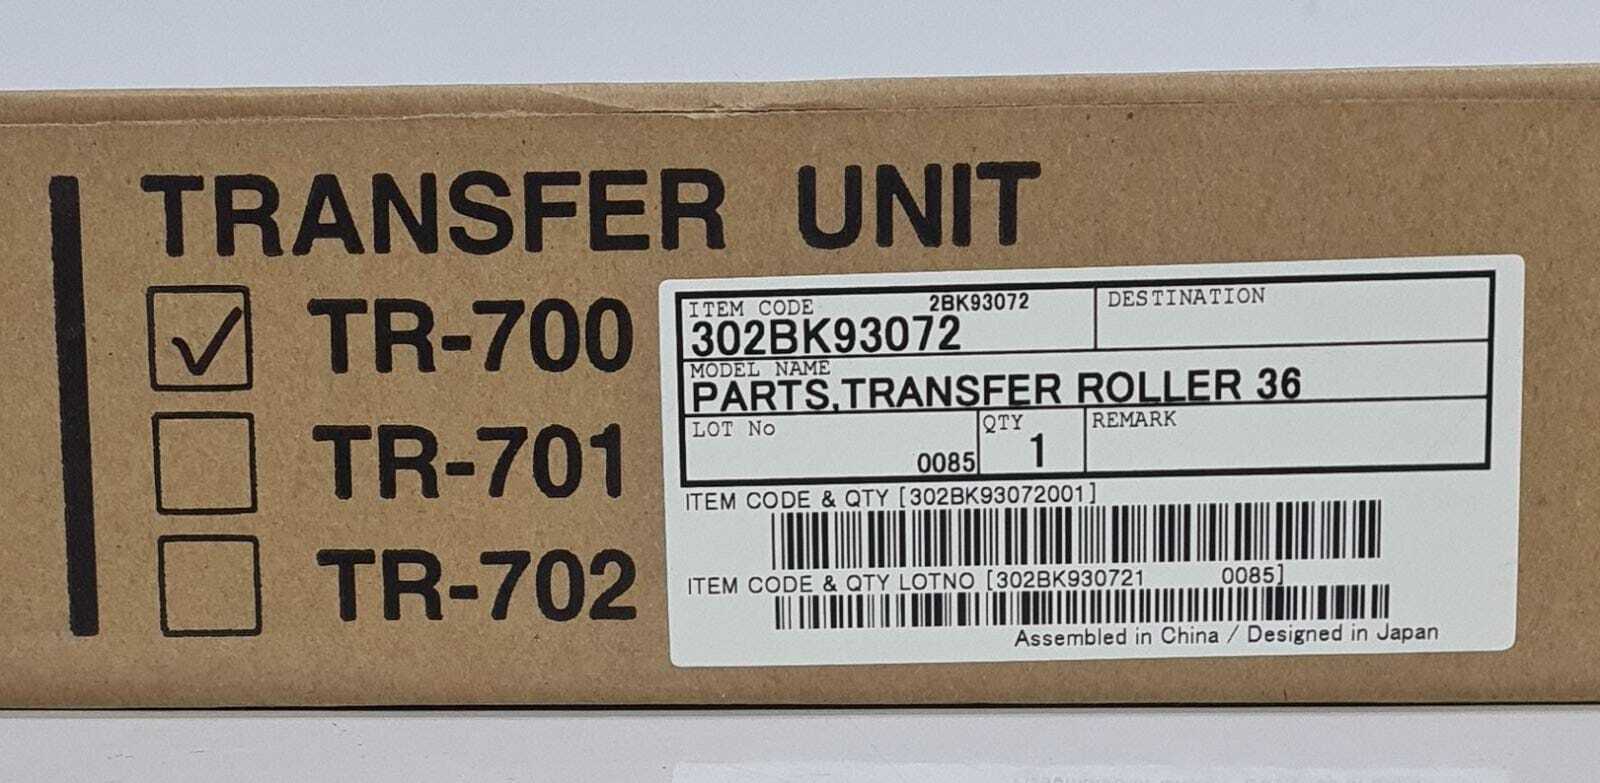 TRANSFER UNIT
TR-700
TR-701
TR-702
ITEM CODE 2BK93072
302BK93072
DESTINATION
MODEL NAME
PARTS,TRANSFER ROLLER 36
LOT No
0085
QTY
1
REMARK
ITEM CODE & QTY [302BK93072001]
ITEM CODE & QTY LOTNO [302BK930721 0085]
Assembled in China / Designed in Japan